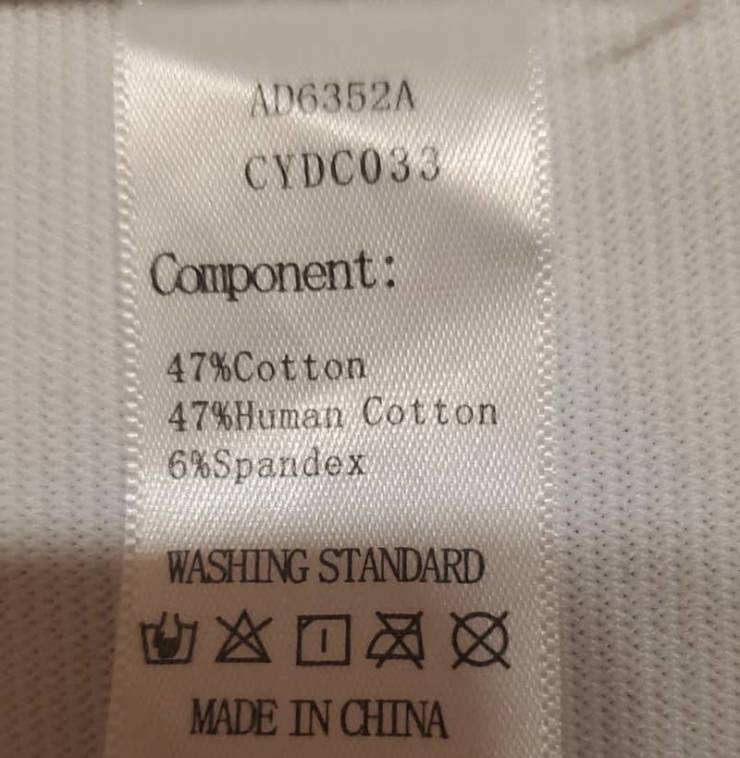 AD6352A
CYDC033
Component:
47%Cotton
47%Human Cotton
6%Spandex
WASHING STANDARD
MADE IN CHINA